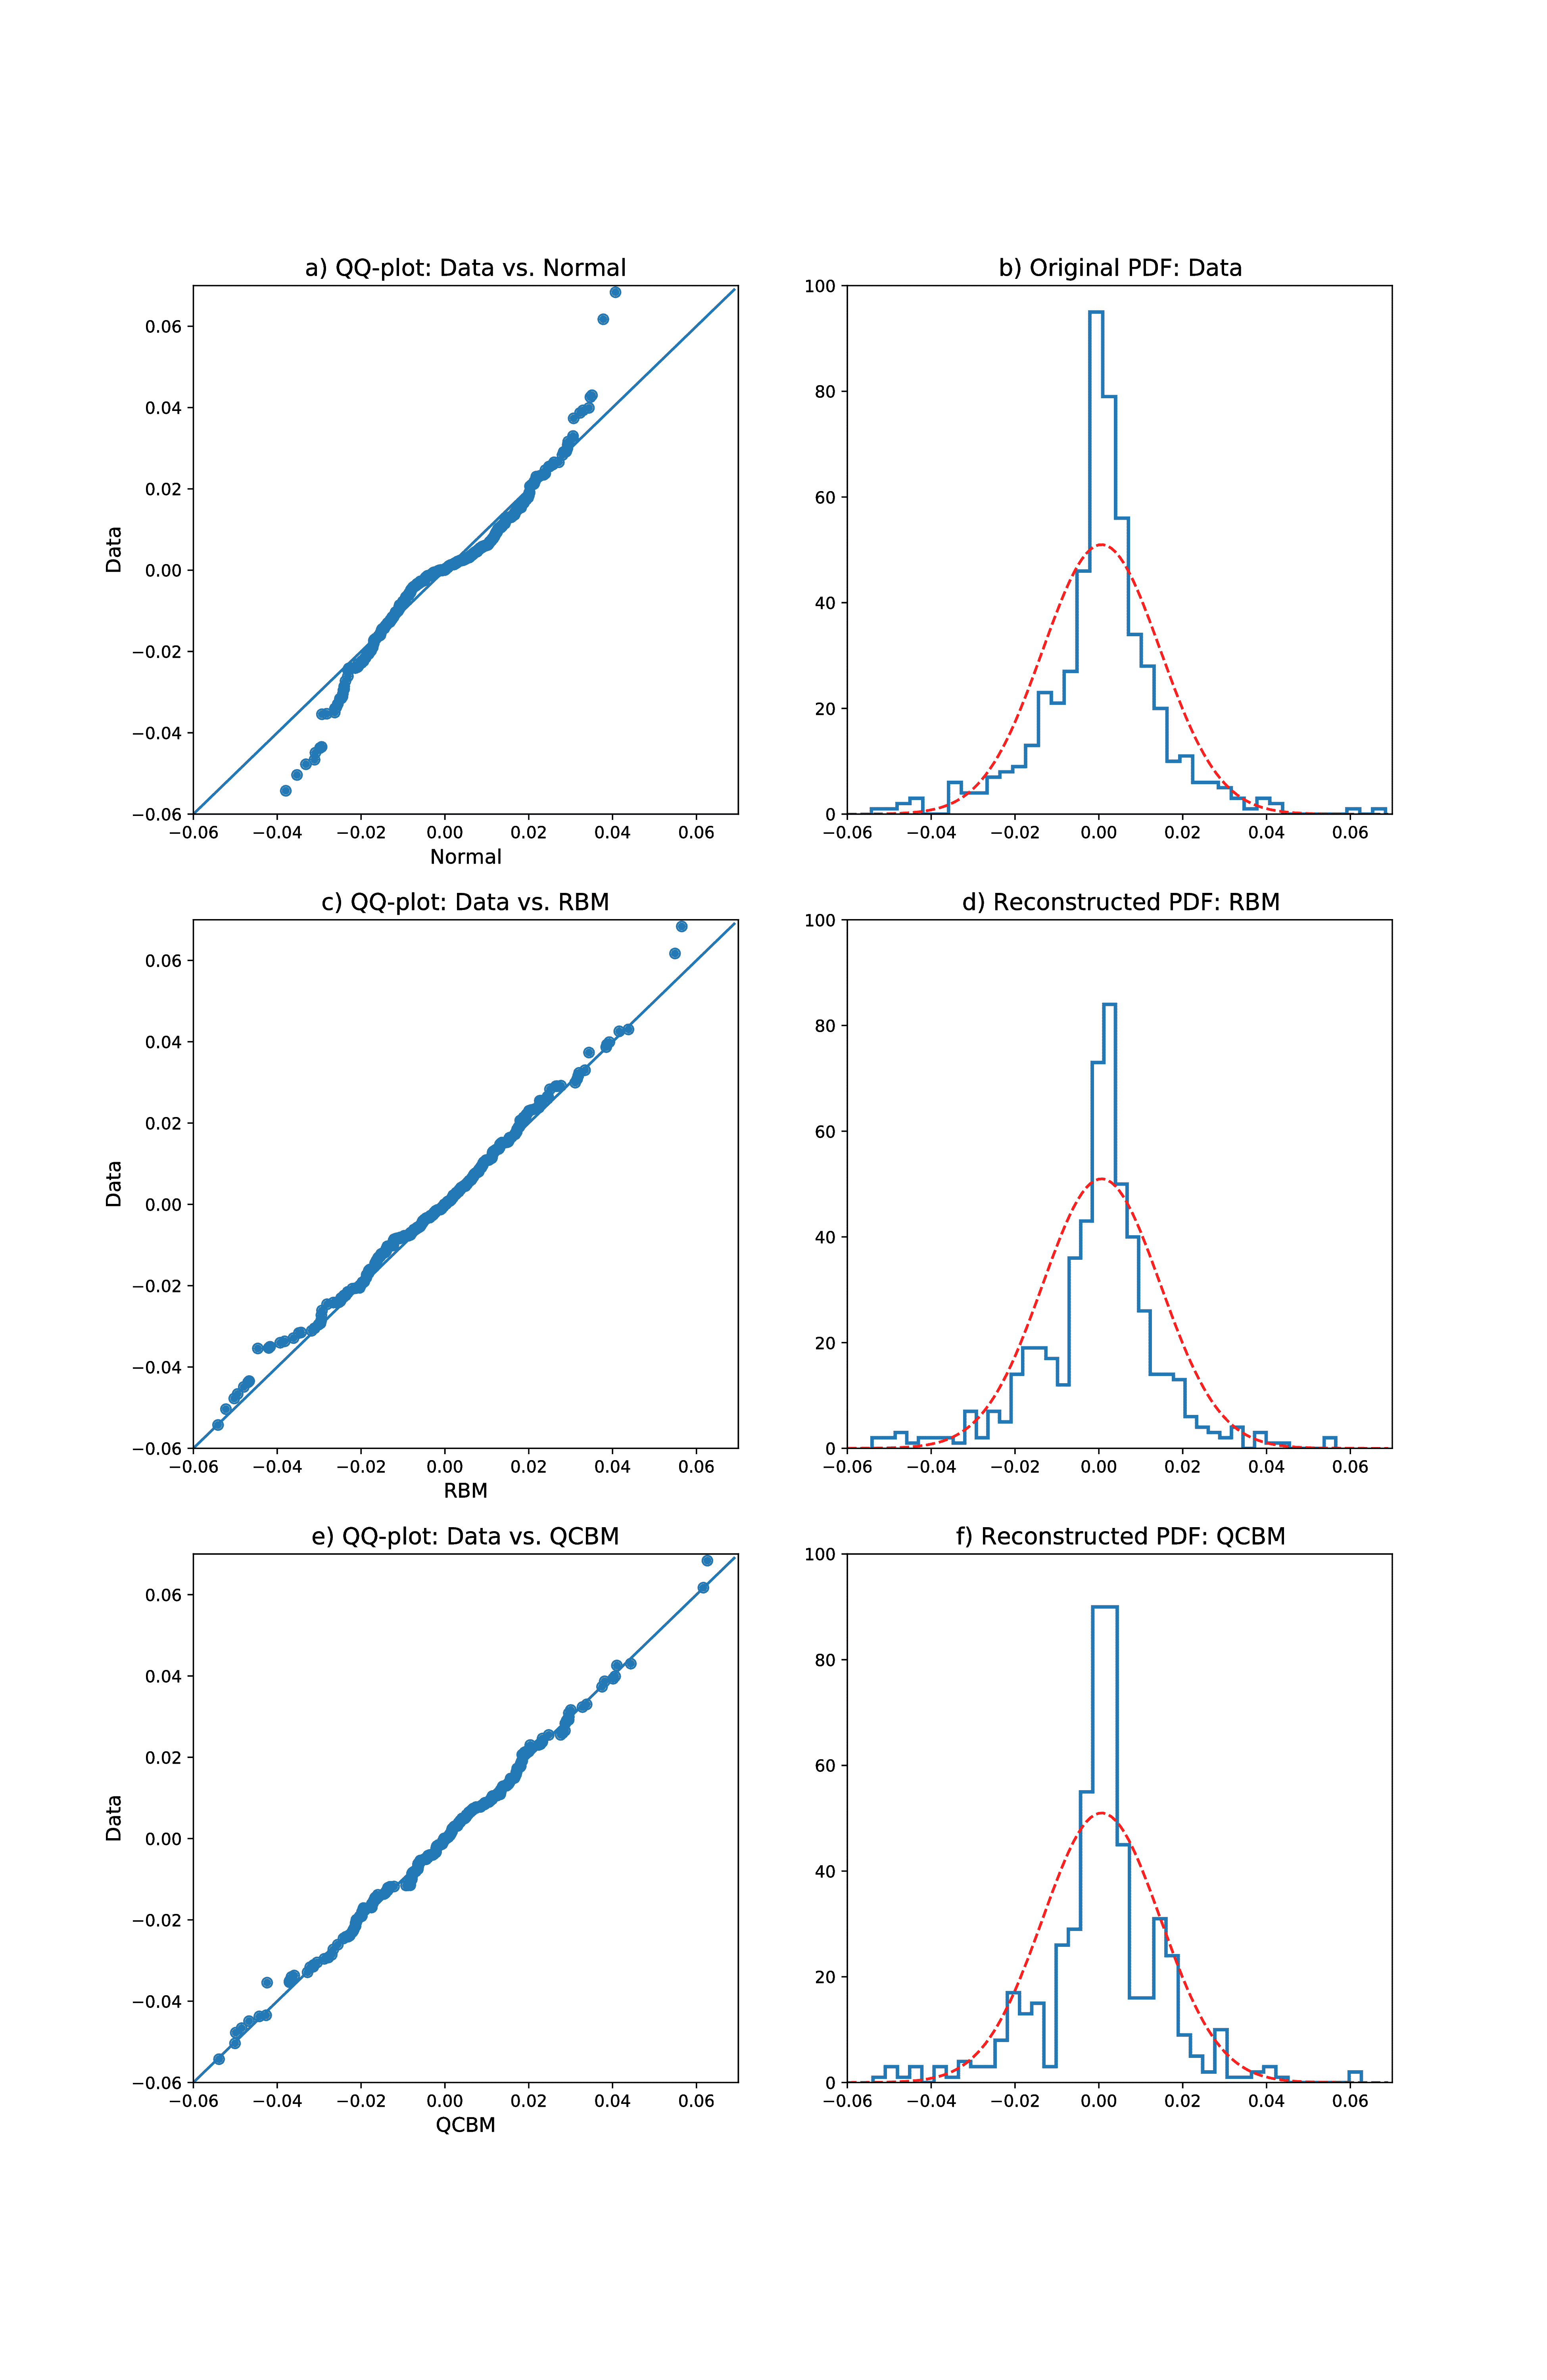 a) QQ-plot: Data vs. Normal
0.06
0.04
0.02
0.00
−0.02
−0.04
−0.06
Data
−0.06 −0.04 −0.02 0.00 0.02 0.04 0.06
Normal
b) Original PDF: Data
100
80
60
40
20
0
−0.06 −0.04 −0.02 0.00 0.02 0.04 0.06
c) QQ-plot: Data vs. RBM
0.06
0.04
0.02
0.00
−0.02
−0.04
−0.06
Data
−0.06 −0.04 −0.02 0.00 0.02 0.04 0.06
RBM
d) Reconstructed PDF: RBM
100
80
60
40
20
0
−0.06 −0.04 −0.02 0.00 0.02 0.04 0.06
e) QQ-plot: Data vs. QCBM
0.06
0.04
0.02
0.00
−0.02
−0.04
−0.06
Data
−0.06 −0.04 −0.02 0.00 0.02 0.04 0.06
QCBM
f) Reconstructed PDF: QCBM
100
80
60
40
20
0
−0.06 −0.04 −0.02 0.00 0.02 0.04 0.06